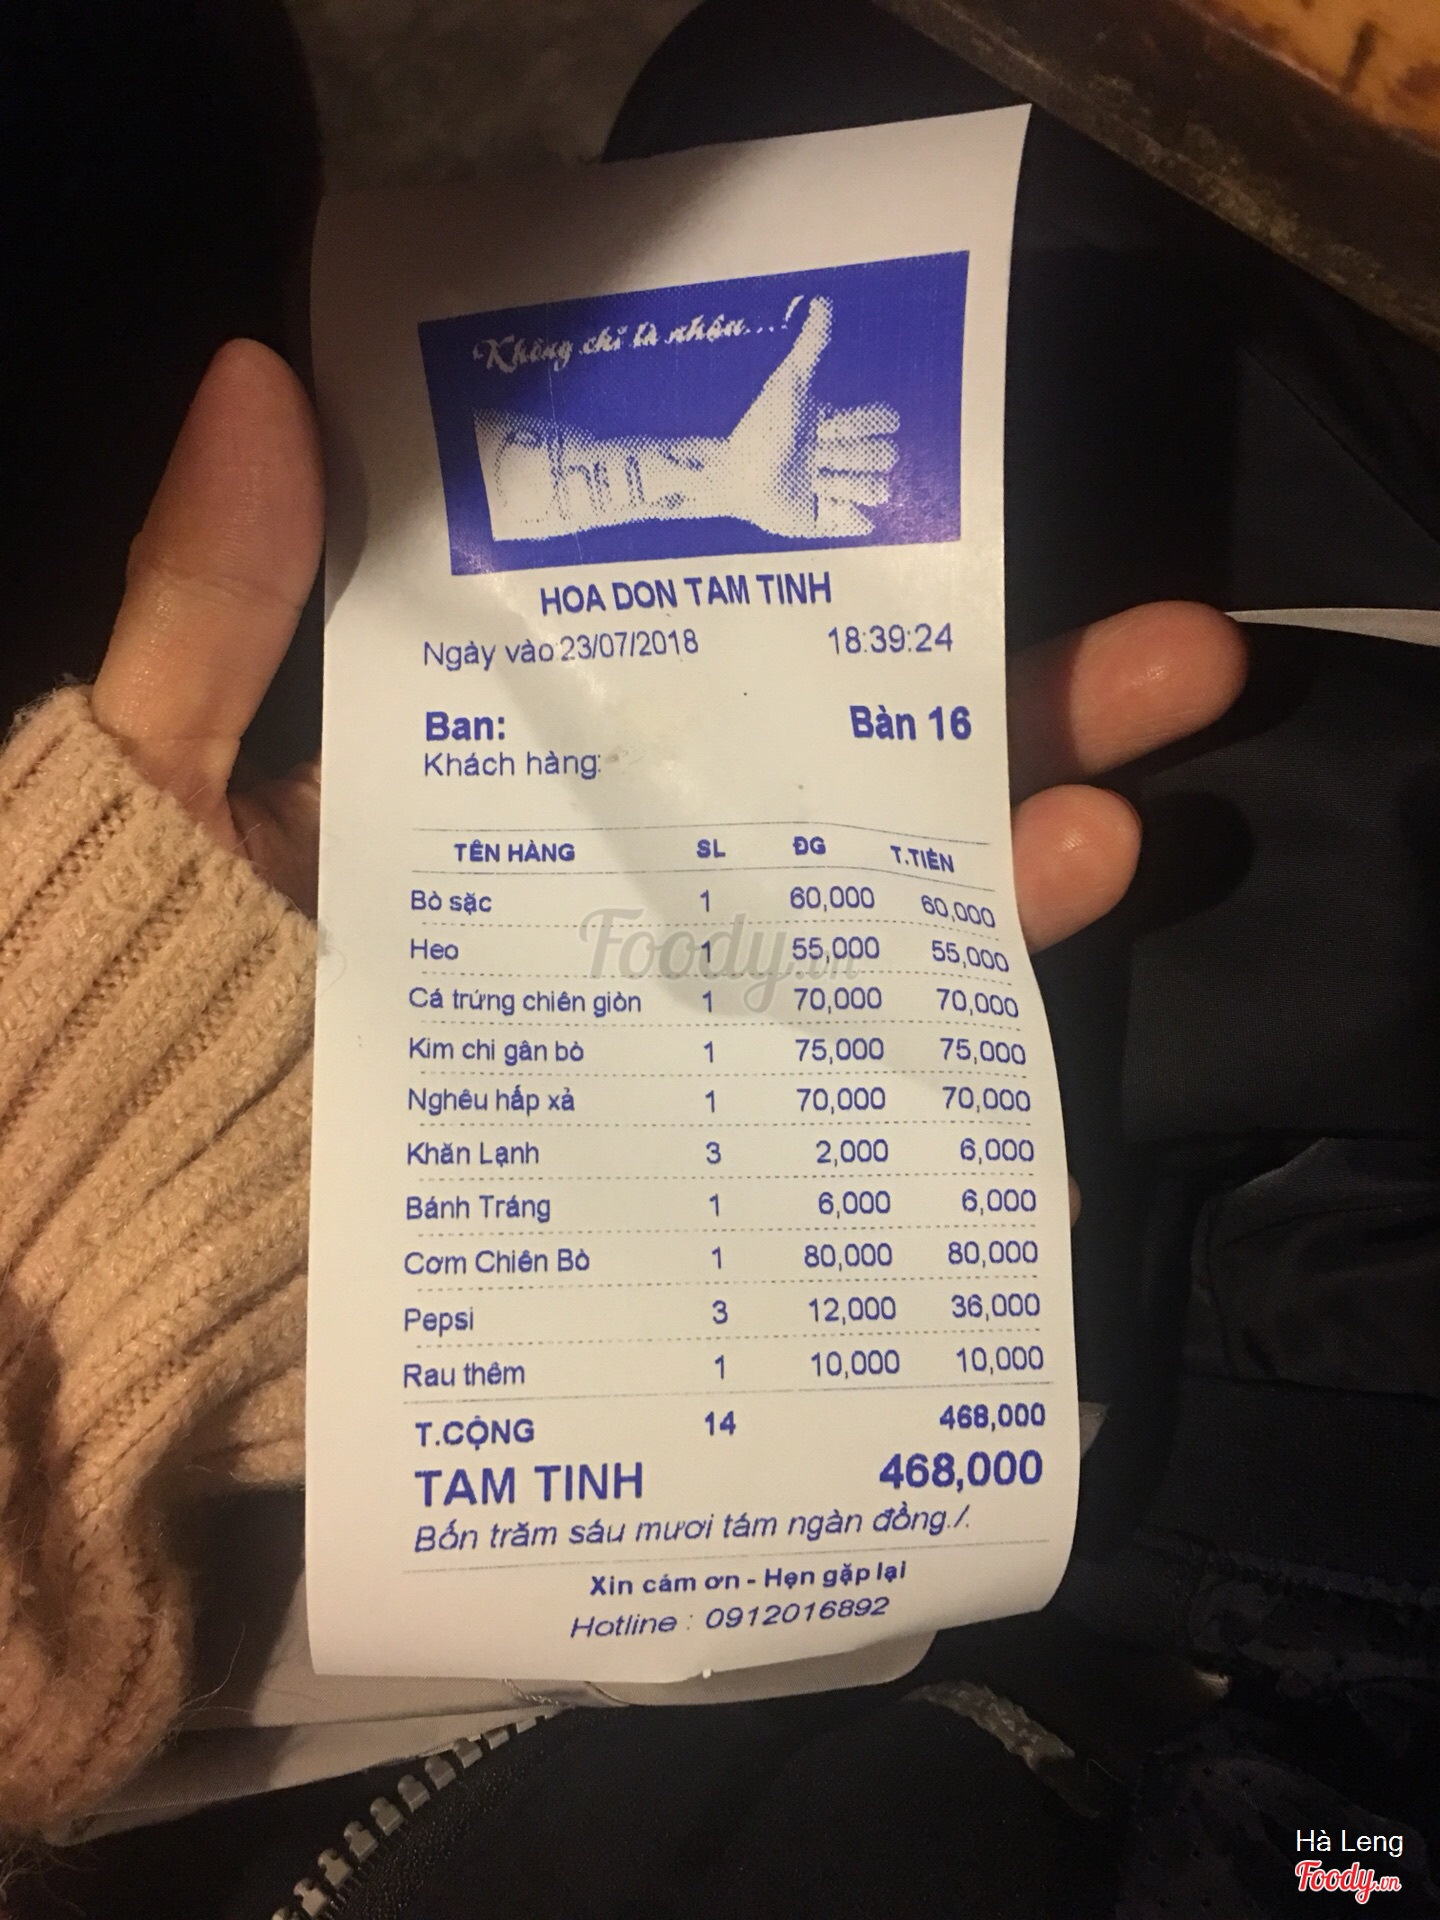 Không chỉ là nhậu...!
HOA DON TAM TINH
Ngày vào:23/07/2018 18:39:24
Ban: Bàn 16
Khách hàng:
TÊN HÀNG SL ĐG T.TIỀN
Bò sặc 1 60,000 60,000
Heo 1 55,000 55,000
Cá trứng chiên giòn 1 70,000 70,000
Kim chi gân bò 1 75,000 75,000
Nghêu hấp xả 1 70,000 70,000
Khăn Lạnh 3 2,000 6,000
Bánh Tráng 1 6,000 6,000
Cơm Chiên Bò 1 80,000 80,000
Pepsi 3 12,000 36,000
Rau thêm 1 10,000 10,000
T.CỘNG 14 468,000
TAM TINH 468,000
Bốn trăm sáu mươi tám ngàn đồng./.
Xin cám ơn - Hẹn gặp lại
Hotline : 0912016892
Foody.vn
Hà Leng
Foody.vn